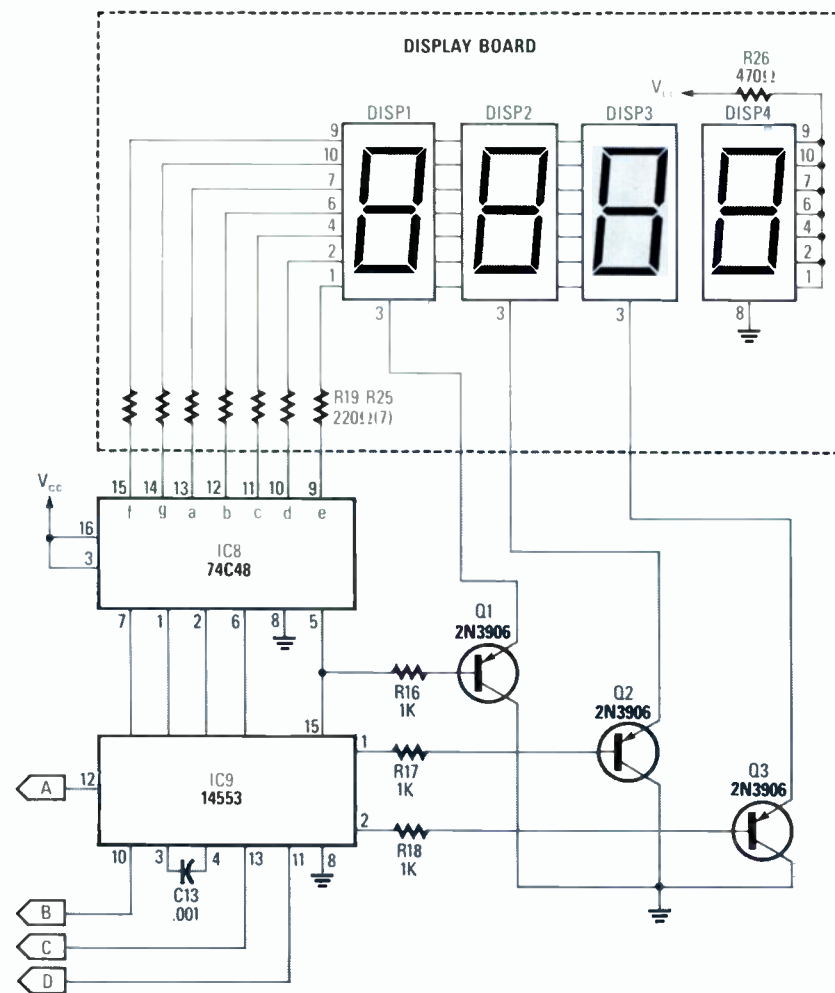 DISPLAY BOARD
R26
470Ω
Vcc
DISP1
DISP2
DISP3
DISP4
9
10
7
6
4
2
1
9
10
7
6
4
2
1
3
3
3
8
R19 R25
220Ω(7)
Vcc
15
14
13
12
11
10
9
f
g
a
b
c
d
e
16
3
IC8
74C48
7
1
2
6
8
5
Q1
2N3906
R16
1K
Q2
2N3906
15
1
R17
1K
A
12
IC9
14553
Q3
2N3906
2
R18
1K
10
3
4
13
11
8
C13
.001
B
C
D